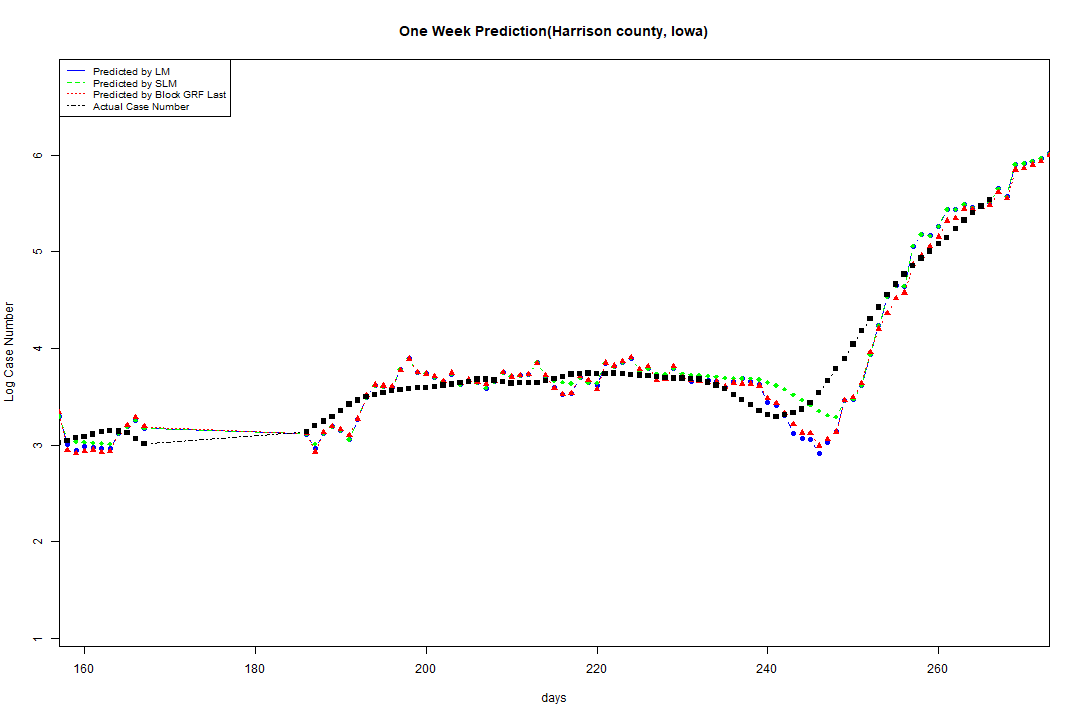 One Week Prediction(Harrison county, Iowa)
Predicted by LM
Predicted by SLM
Predicted by Block GRF Last
Actual Case Number
Log Case Number
6
5
4
3
2
1
160 180 200 220 240 260
days